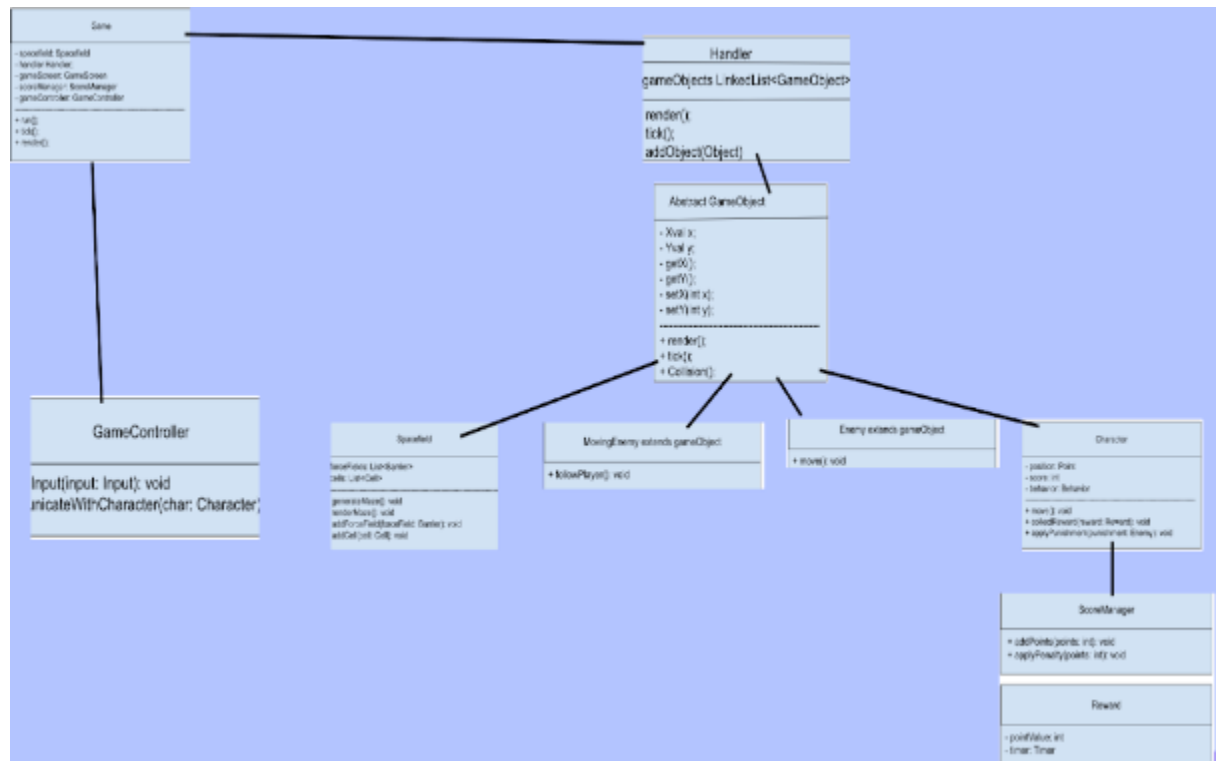 Game
- spacefield: Spacefield
- handler: Handler;
- gameScreen: GameScreen
- scoreManager: ScoreManager
- gameController: GameController
+ run();
+ tick();
+ render();
Handler
gameObjects LinkedList<GameObject>
render();
tick();
addObject(Object)
Abstract GameObject
- Xval x;
- Yval y;
- getX();
- getY();
- setX(int x);
- setY(int y);
+ render();
+ tick();
+ Collision();
GameController
Input(input: Input): void
unicateWithCharacter(char: Character)
Spacefield
forceFields: List<Barrier>
cells: List<Cell>
generateMaze(): void
renderMaze(): void
addForceField(forceField: Barrier): void
addCell(cell: Cell): void
MovingEnemy extends gameObject
+ followPlayer(): void
Enemy extends gameObject
+ move(): void
Character
- position: Point
- score: int
- behavior: Behavior
+ move(): void
+ collectReward(reward: Reward): void
+ applyPunishment(punishment: Enemy): void
ScoreManager
+ addPoints(points: int): void
+ applyPenalty(points: int): void
Reward
- pointValue: int
- timer: Timer